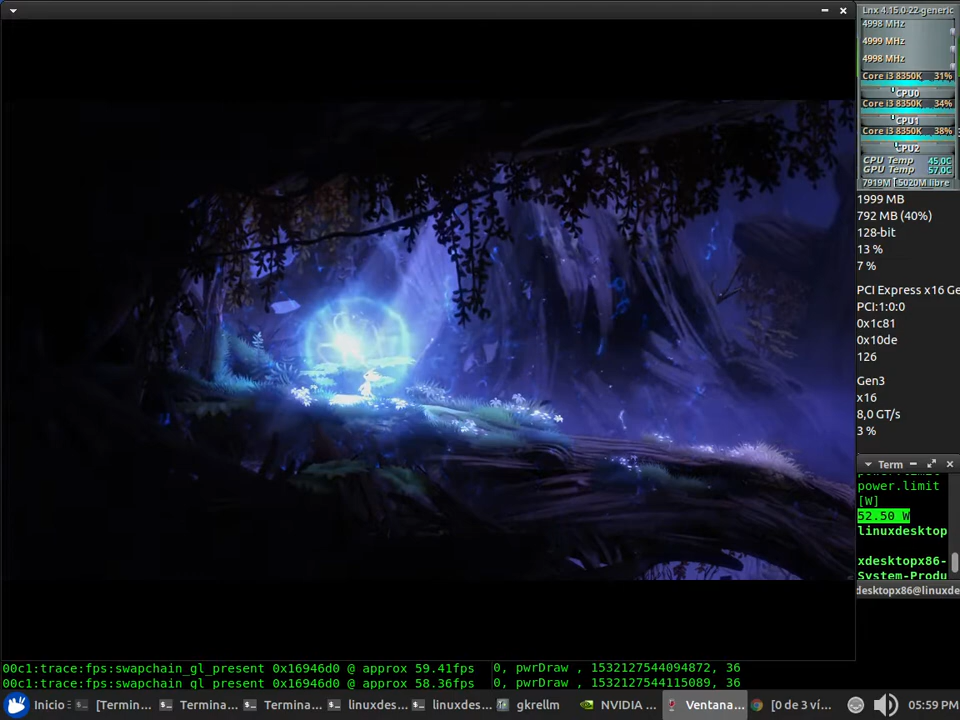 Lnx 4.15.0-22-generic
4998 MHz
4999 MHz
4998 MHz
Core i3 8350K 31%
CPU0
Core i3 8350K 34%
CPU1
Core i3 8350K 38%
CPU2
CPU Temp 45.0C
GPU Temp 57.0C
7919M 5020M libre
1999 MB
792 MB (40%)
128-bit
13 %
7 %
PCI Express x16 Ge
PCI:1:0:0
0x1c81
0x10de
126
Gen3
x16
8,0 GT/s
3 %
Term
power.limit
[W]
52.50 W
linuxdesktop
xdesktopx86-
System-Produ
desktopx86@linuxde
00c1:trace:fps:swapchain_gl_present 0x16946d0 @ approx 59.41fps
0, pwrDraw , 1532127544094872, 36
00c1:trace:fps:swapchain_gl_present 0x16946d0 @ approx 58.36fps
0, pwrDraw , 1532127544115089, 36
Inicio [Termin... Termina... Termina... linuxdes... linuxdes... gkrellm NVIDIA ... Ventana... [0 de 3 ví... 05:59 PM